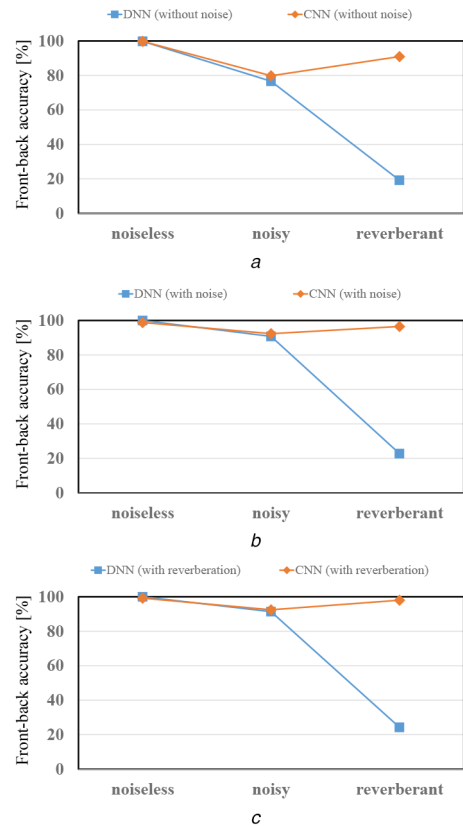 DNN (without noise) CNN (without noise)
Front-back accuracy [%]
100
80
60
40
20
0
noiseless noisy reverberant
a
DNN (with noise) CNN (with noise)
Front-back accuracy [%]
100
80
60
40
20
0
noiseless noisy reverberant
b
DNN (with reverberation) CNN (with reverberation)
Front-back accuracy [%]
100
80
60
40
20
0
noiseless noisy reverberant
c